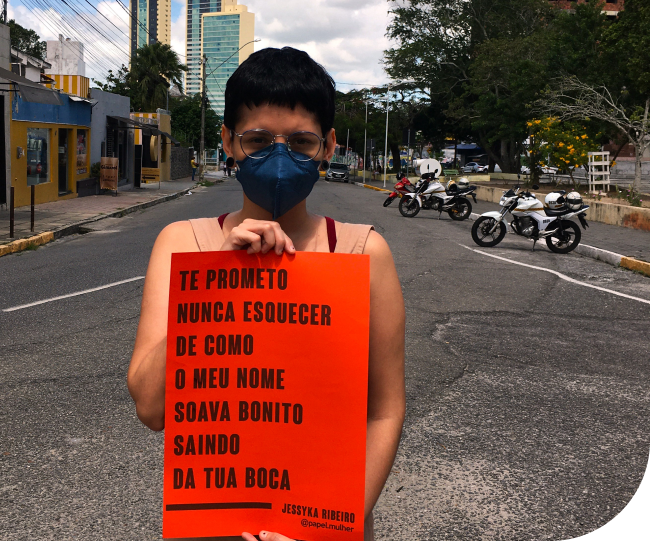 TE PROMETO
NUNCA ESQUECER
DE COMO
O MEU NOME
SOAVA BONITO
SAINDO
DA TUA BOCA
JESSYKA RIBEIRO
@papel.mulher